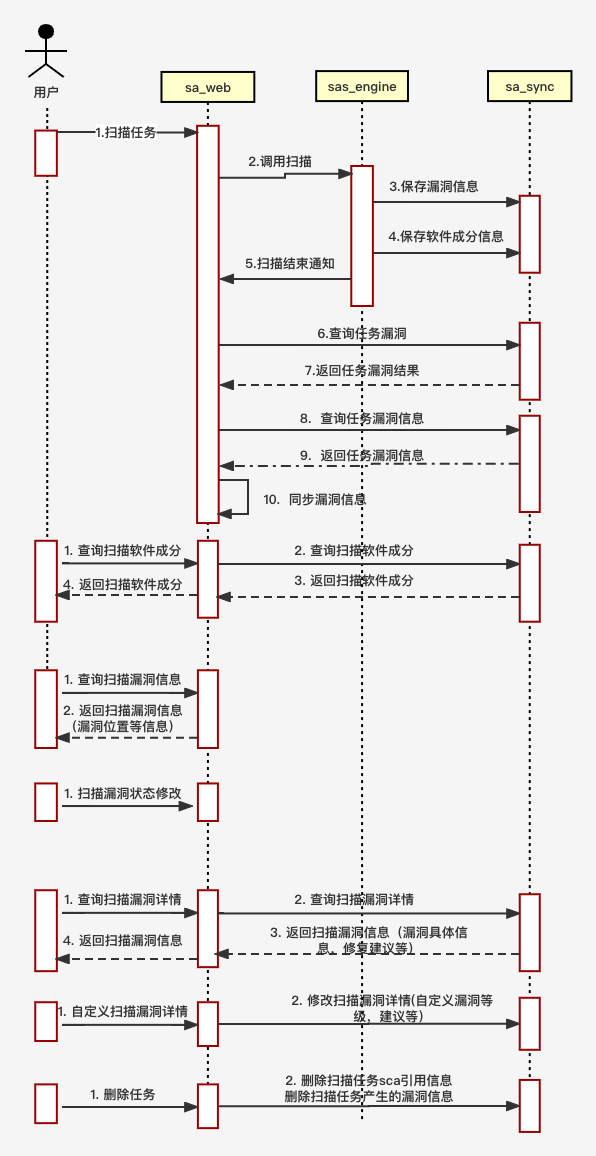 用户
sa_web
sas_engine
sa_sync
1.扫描任务
2.调用扫描
3.保存漏洞信息
4.保存软件成分信息
5.扫描结束通知
6.查询任务漏洞
7.返回任务漏洞结果
8. 查询任务漏洞信息
9. 返回任务漏洞信息
10. 同步漏洞信息
1. 查询扫描软件成分
2. 查询扫描软件成分
4. 返回扫描软件成分
3. 返回扫描软件成分
1. 查询扫描漏洞信息
2. 返回扫描漏洞信息
（漏洞位置等信息）
1. 扫描漏洞状态修改
1. 查询扫描漏洞详情
2. 查询扫描漏洞详情
4. 返回扫描漏洞信息
3. 返回扫描漏洞信息（漏洞具体信
息，修复建议等）
1. 自定义扫描漏洞详情
2. 修改扫描漏洞详情(自定义漏洞等
级，建议等）
1. 删除任务
2. 删除扫描任务sca引用信息
删除扫描任务产生的漏洞信息